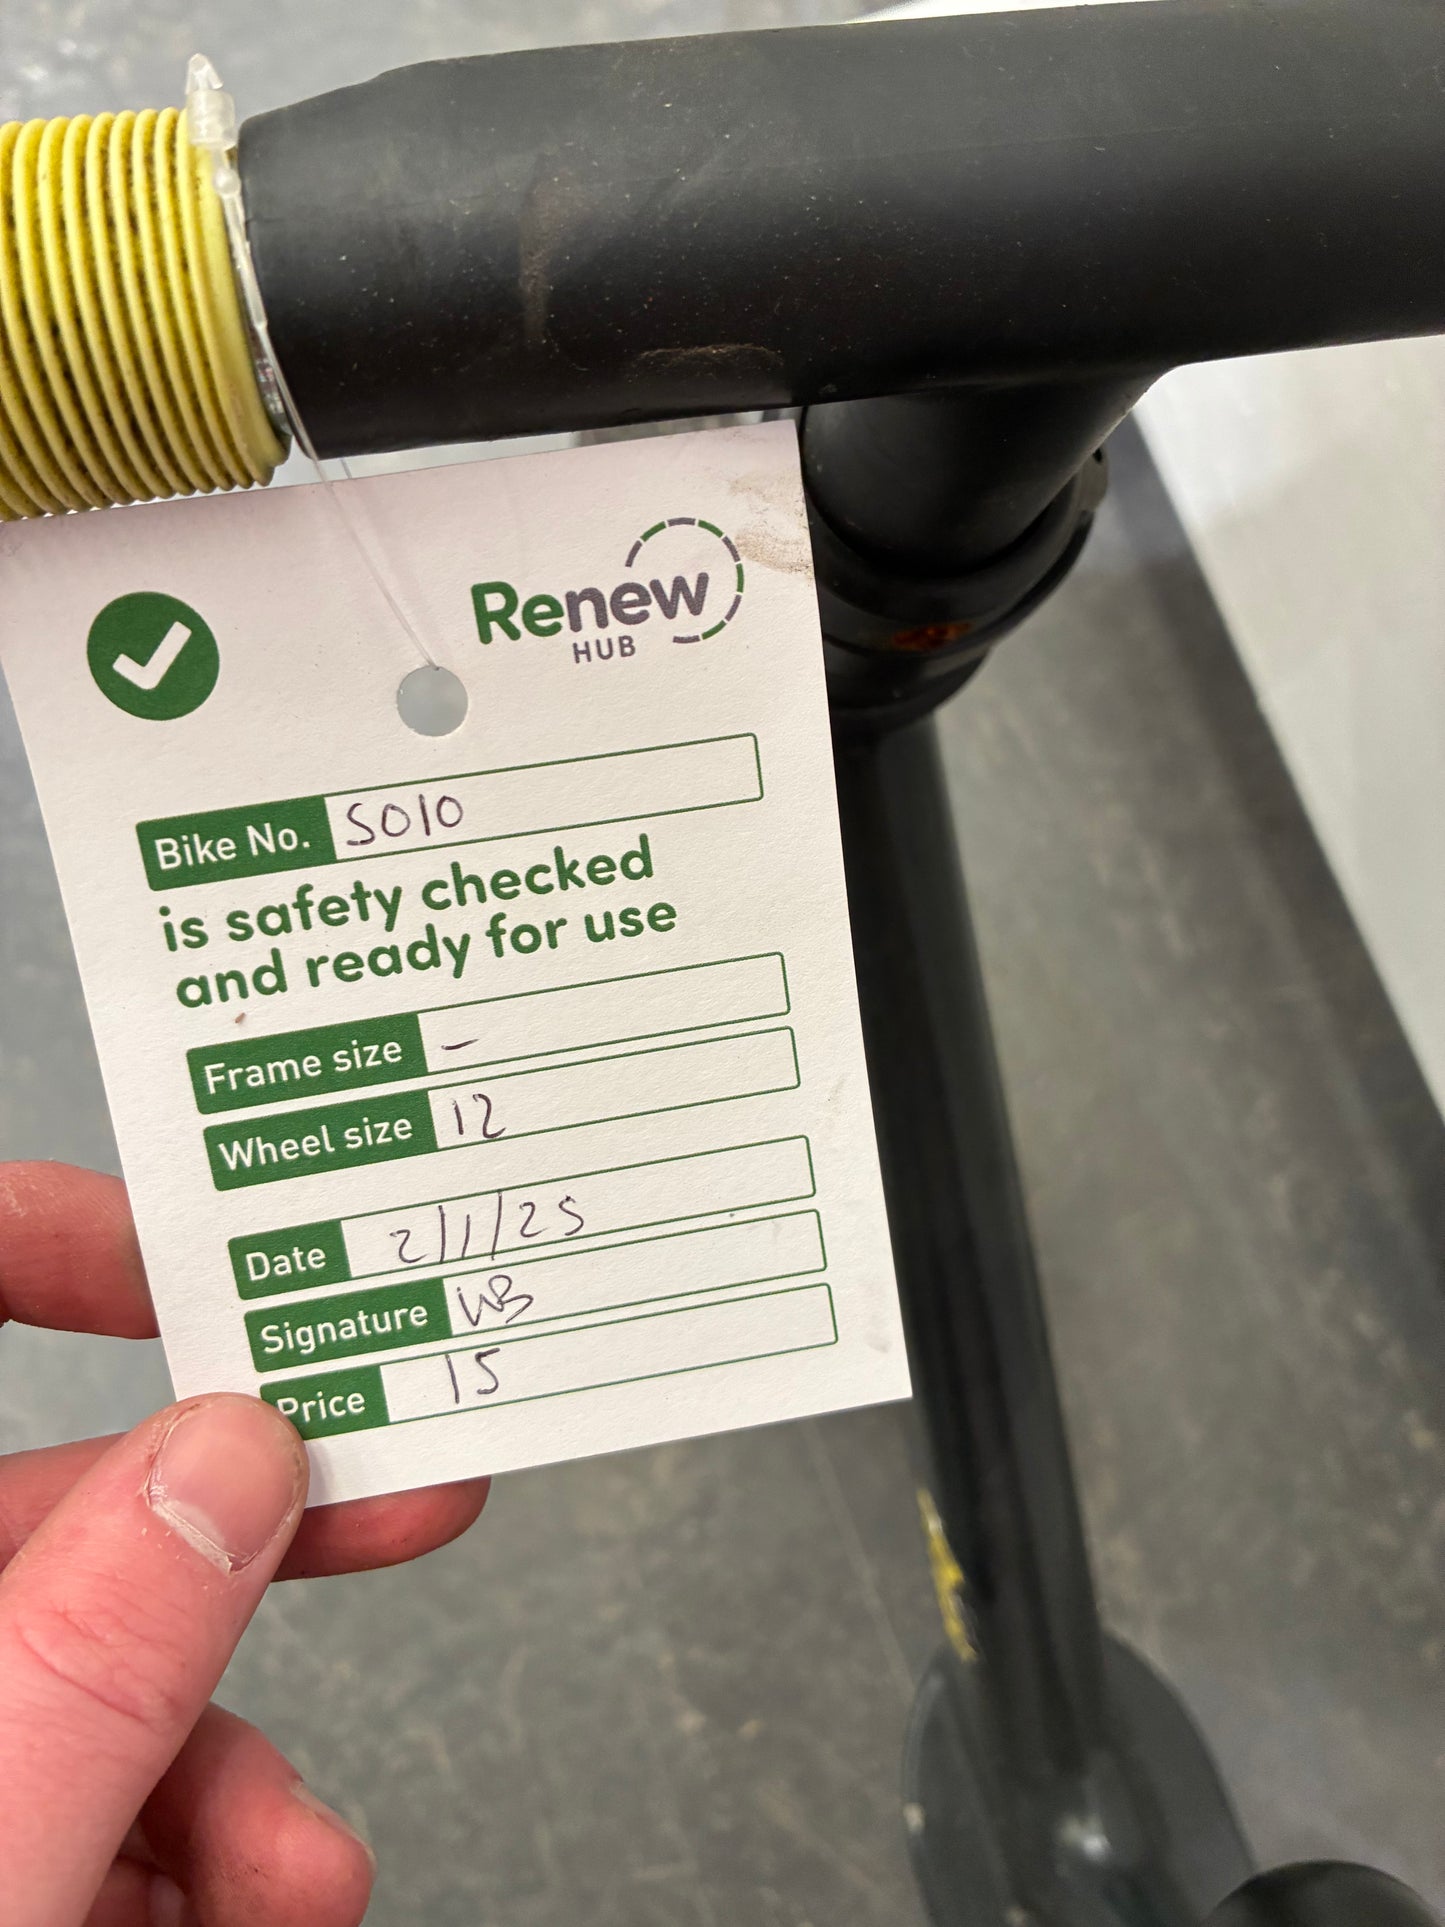 Renew
HUB
Bike No. 5010
is safety checked
and ready for use
Frame size -
Wheel size 12
Date 2/1/25
Signature WB
Price 15